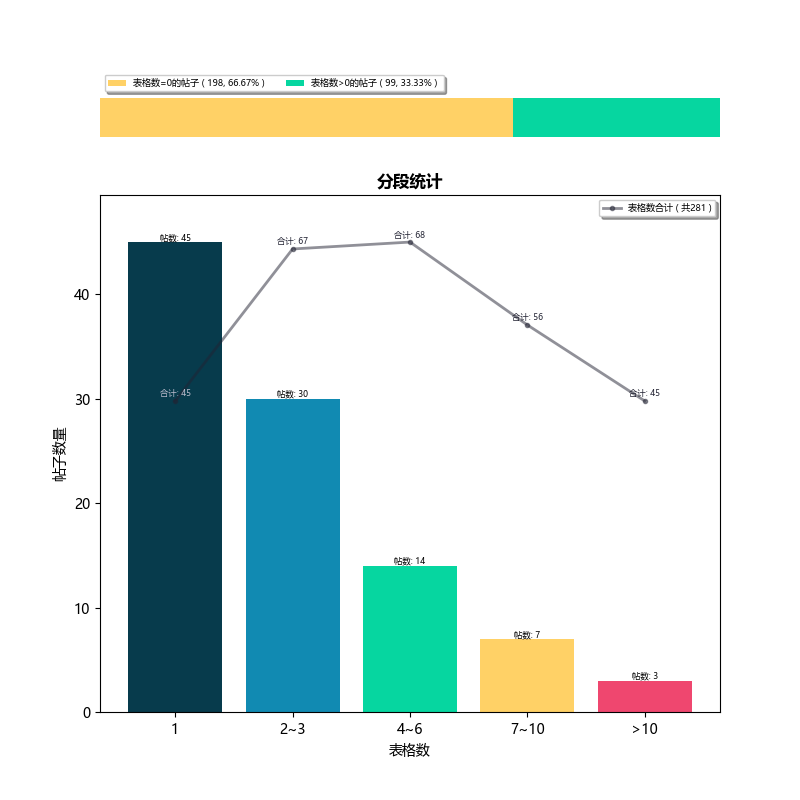 表格数=0的帖子 ( 198, 66.67% )
表格数>0的帖子 ( 99, 33.33% )
分段统计
表格数合计 ( 共281 )
帖数: 45
合计: 67
合计: 68
合计: 56
合计: 45
帖数: 30
合计: 45
帖数: 14
帖数: 7
帖数: 3
40
30
20
10
0
帖子数量
1
2~3
4~6
7~10
>10
表格数